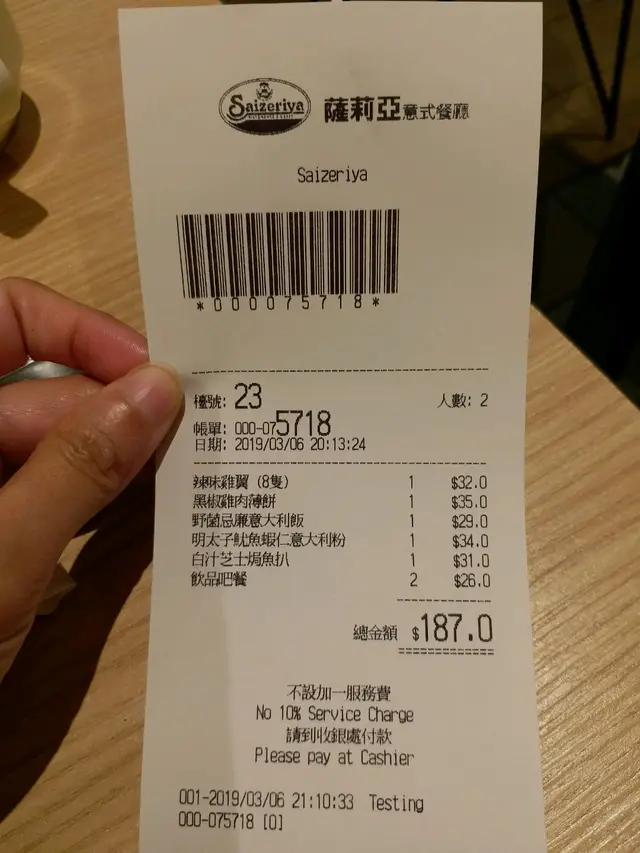 Saizeriya
薩莉亞意式餐廳
Saizeriya
*000075718*
檯號: 23 人數: 2
帳單: 000-075718
日期: 2019/03/06 20:13:24
辣味雞翼 (8隻) 1 $32.0
黑椒雞肉薄餅 1 $35.0
野菌忌廉意大利飯 1 $29.0
明太子魷魚蝦仁意大利粉 1 $34.0
白汁芝士焗魚扒 1 $31.0
飲品吧餐 2 $26.0
總金額 $187.0
不設加一服務費
No 10% Service Charge
請到收銀處付款
Please pay at Cashier
001-2019/03/06 21:10:33 Testing
000-075718 [0]